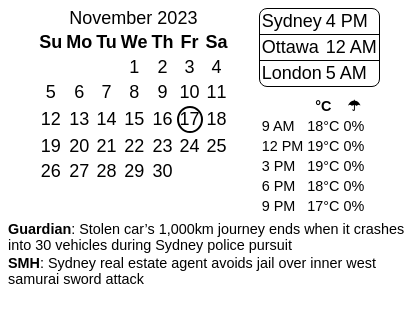 November 2023
Su Mo Tu We Th Fr Sa
1 2 3 4
5 6 7 8 9 10 11
12 13 14 15 16 17 18
19 20 21 22 23 24 25
26 27 28 29 30
Sydney 4 PM
Ottawa 12 AM
London 5 AM
°C ☂
9 AM 18°C 0%
12 PM 19°C 0%
3 PM 19°C 0%
6 PM 18°C 0%
9 PM 17°C 0%
Guardian: Stolen car’s 1,000km journey ends when it crashes
into 30 vehicles during Sydney police pursuit
SMH: Sydney real estate agent avoids jail over inner west
samurai sword attack